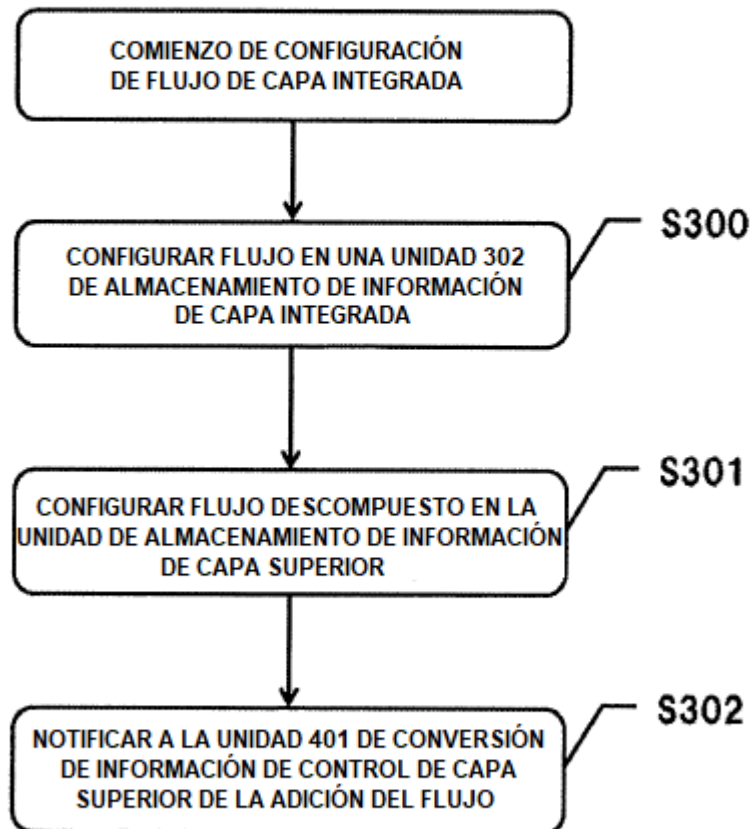 COMIENZO DE CONFIGURACIÓN
DE FLUJO DE CAPA INTEGRADA
S300
CONFIGURAR FLUJO EN UNA UNIDAD 302
DE ALMACENAMIENTO DE INFORMACIÓN
DE CAPA INTEGRADA
S301
CONFIGURAR FLUJO DESCOMPUESTO EN LA
UNIDAD DE ALMACENAMIENTO DE INFORMACIÓN
DE CAPA SUPERIOR
S302
NOTIFICAR A LA UNIDAD 401 DE CONVERSIÓN
DE INFORMACIÓN DE CONTROL DE CAPA
SUPERIOR DE LA ADICIÓN DEL FLUJO